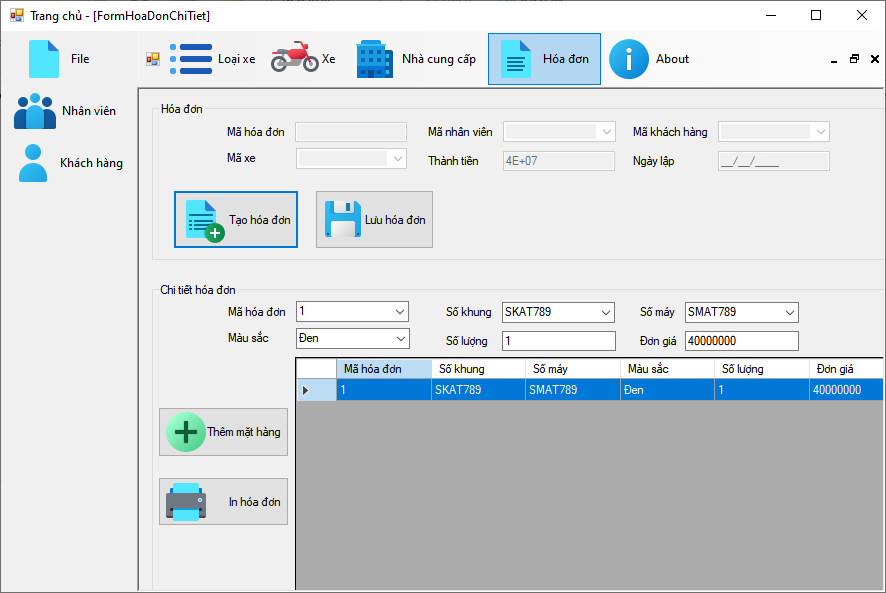 Trang chủ - [FormHoaDonChiTiet]
File
Loại xe
Xe
Nhà cung cấp
Hóa đơn
i About
Nhân viên
Khách hàng
Hóa đơn
Mã hóa đơn
Mã nhân viên
Mã khách hàng
Mã xe
Thành tiền 4E+07
Ngày lập __/__/____
Tạo hóa đơn
Lưu hóa đơn
Chi tiết hóa đơn
Mã hóa đơn 1
Số khung SKAT789
Số máy SMAT789
Màu sắc Đen
Số lượng 1
Đơn giá 40000000
Mã hóa đơn Số khung Số máy Màu sắc Số lượng Đơn giá
1 SKAT789 SMAT789 Đen 1 40000000
Thêm mặt hàng
In hóa đơn